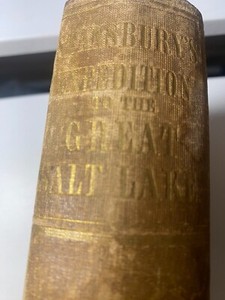 STANSBURY'S
EXPEDITION
TO THE
GREAT
SALT LAKE